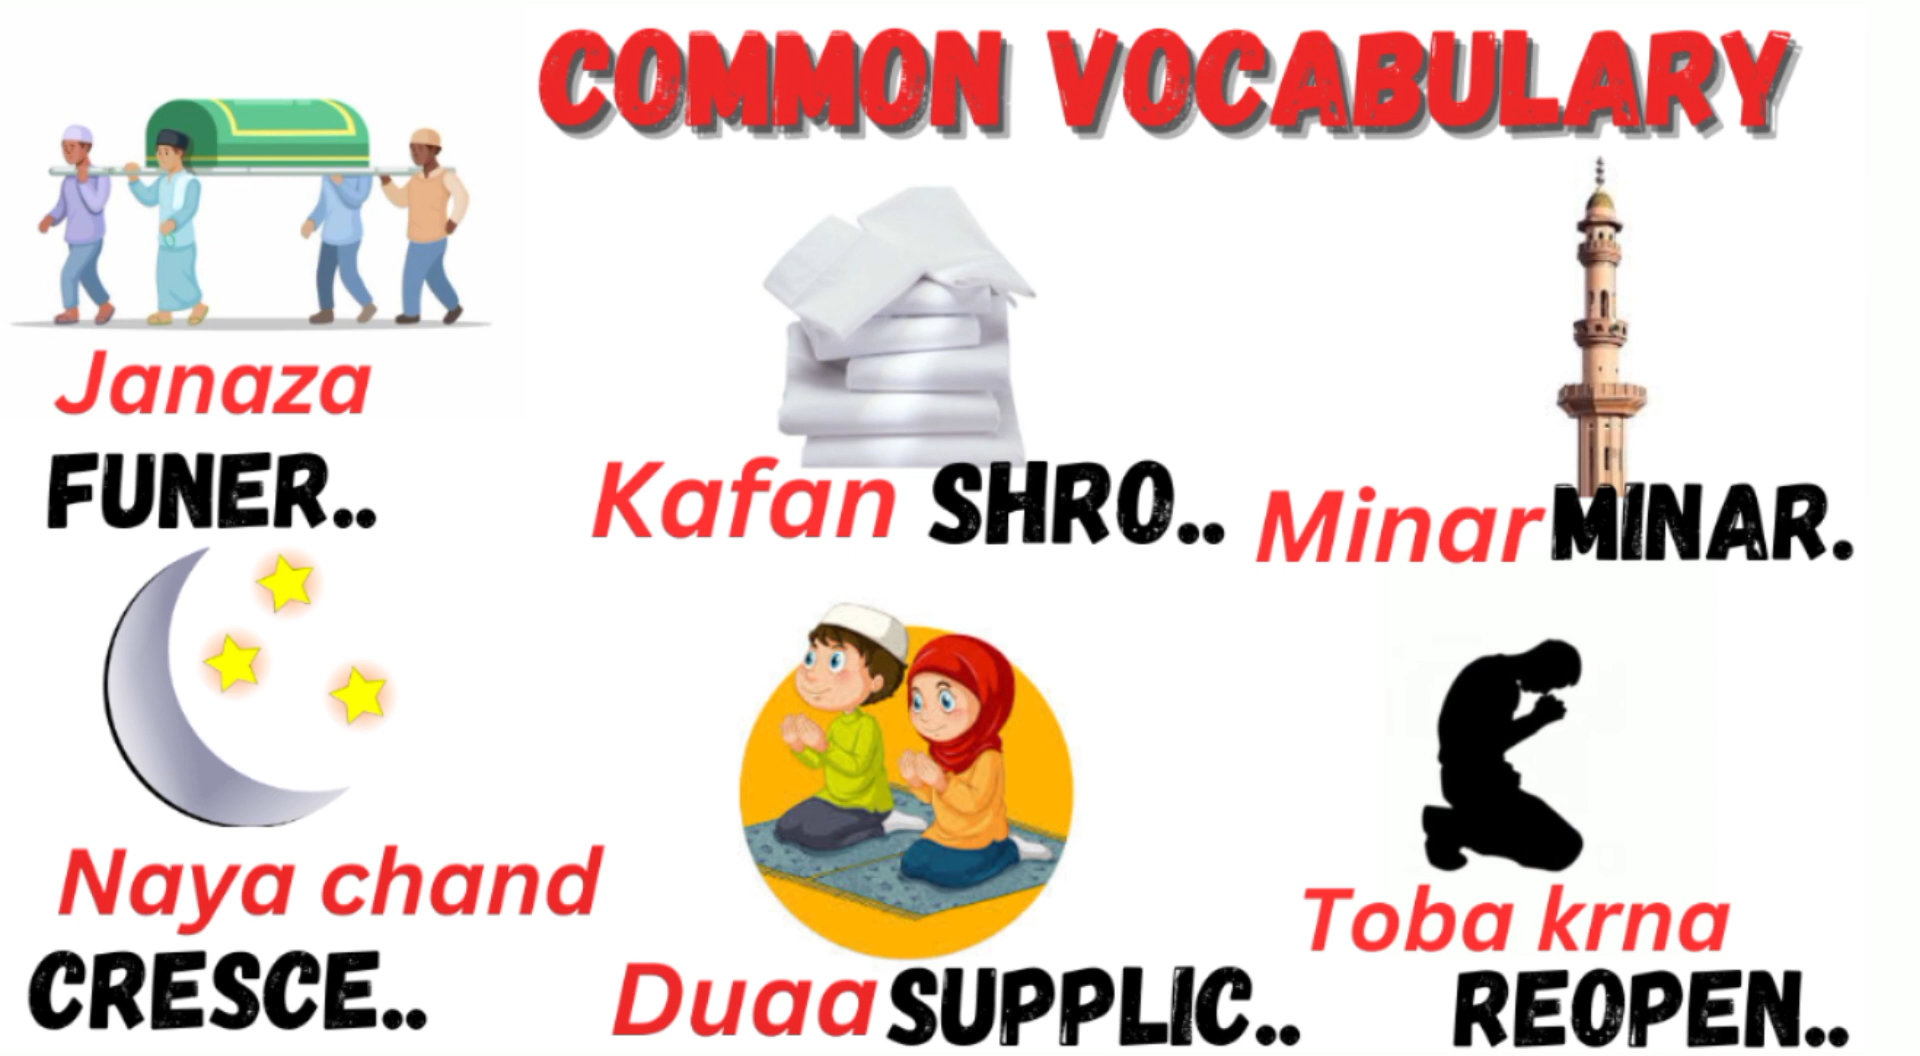 COMMON VOCABULARY
Janaza
FUNER..
Kafan SHRO..
Minar MINAR.
Naya chand
CRESCE..
Duaa SUPPLIC..
Toba krna
REOPEN..